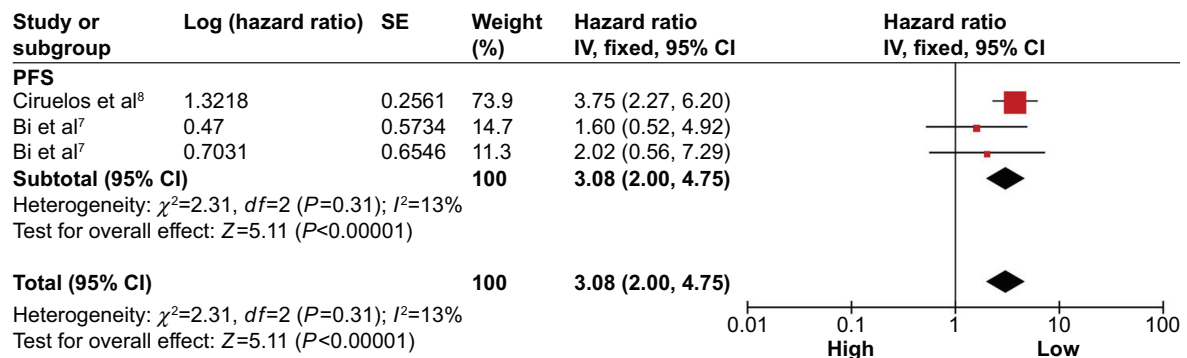 Study or subgroup Log (hazard ratio) SE Weight (%) Hazard ratio IV, fixed, 95% CI Hazard ratio IV, fixed, 95% CI
PFS
Ciruelos et al⁸ 1.3218 0.2561 73.9 3.75 (2.27, 6.20)
Bi et al⁷ 0.47 0.5734 14.7 1.60 (0.52, 4.92)
Bi et al⁷ 0.7031 0.6546 11.3 2.02 (0.56, 7.29)
Subtotal (95% CI) 100 3.08 (2.00, 4.75)
Heterogeneity: χ²=2.31, df=2 (P=0.31); I²=13%
Test for overall effect: Z=5.11 (P<0.00001)
Total (95% CI) 100 3.08 (2.00, 4.75)
Heterogeneity: χ²=2.31, df=2 (P=0.31); I²=13%
Test for overall effect: Z=5.11 (P<0.00001)
0.01 0.1 1 10 100
High Low